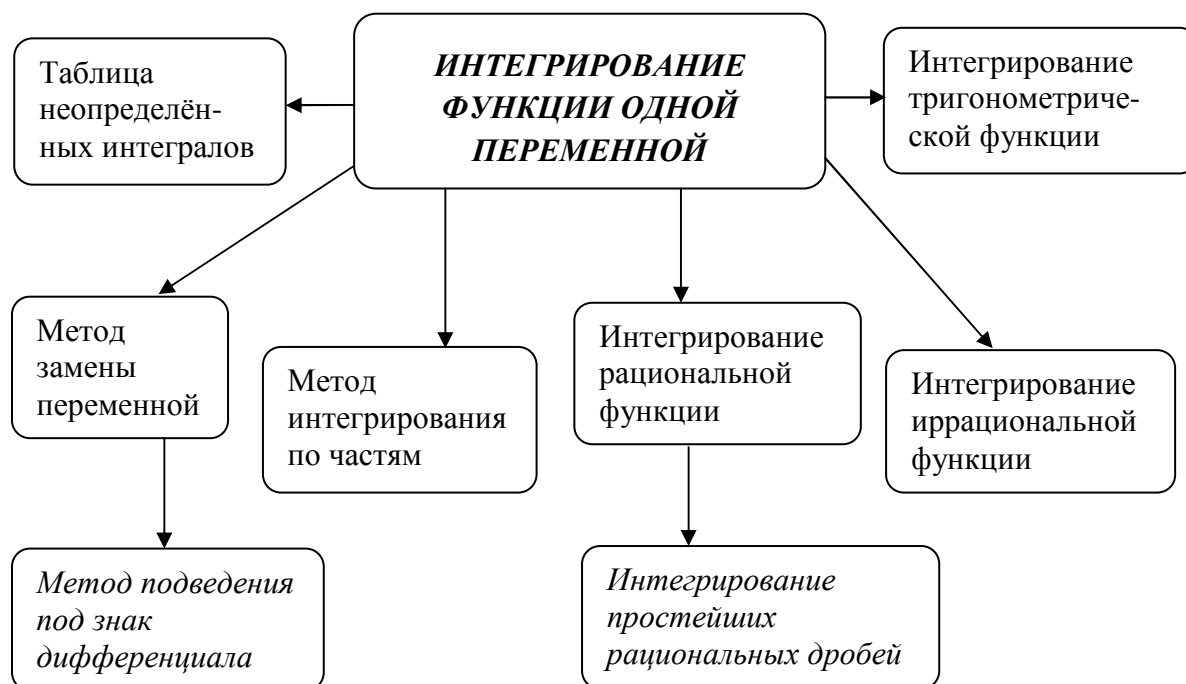 Таблица
неопределён-
ных интегралов
ИНТЕГРИРОВАНИЕ
ФУНКЦИИ ОДНОЙ
ПЕРЕМЕННОЙ
Интегрирование
тригонометриче-
ской функции
Метод
замены
переменной
Метод
интегрирования
по частям
Интегрирование
рациональной
функции
Интегрирование
иррациональной
функции
Метод подведения
под знак
дифференциала
Интегрирование
простейших
рациональных дробей